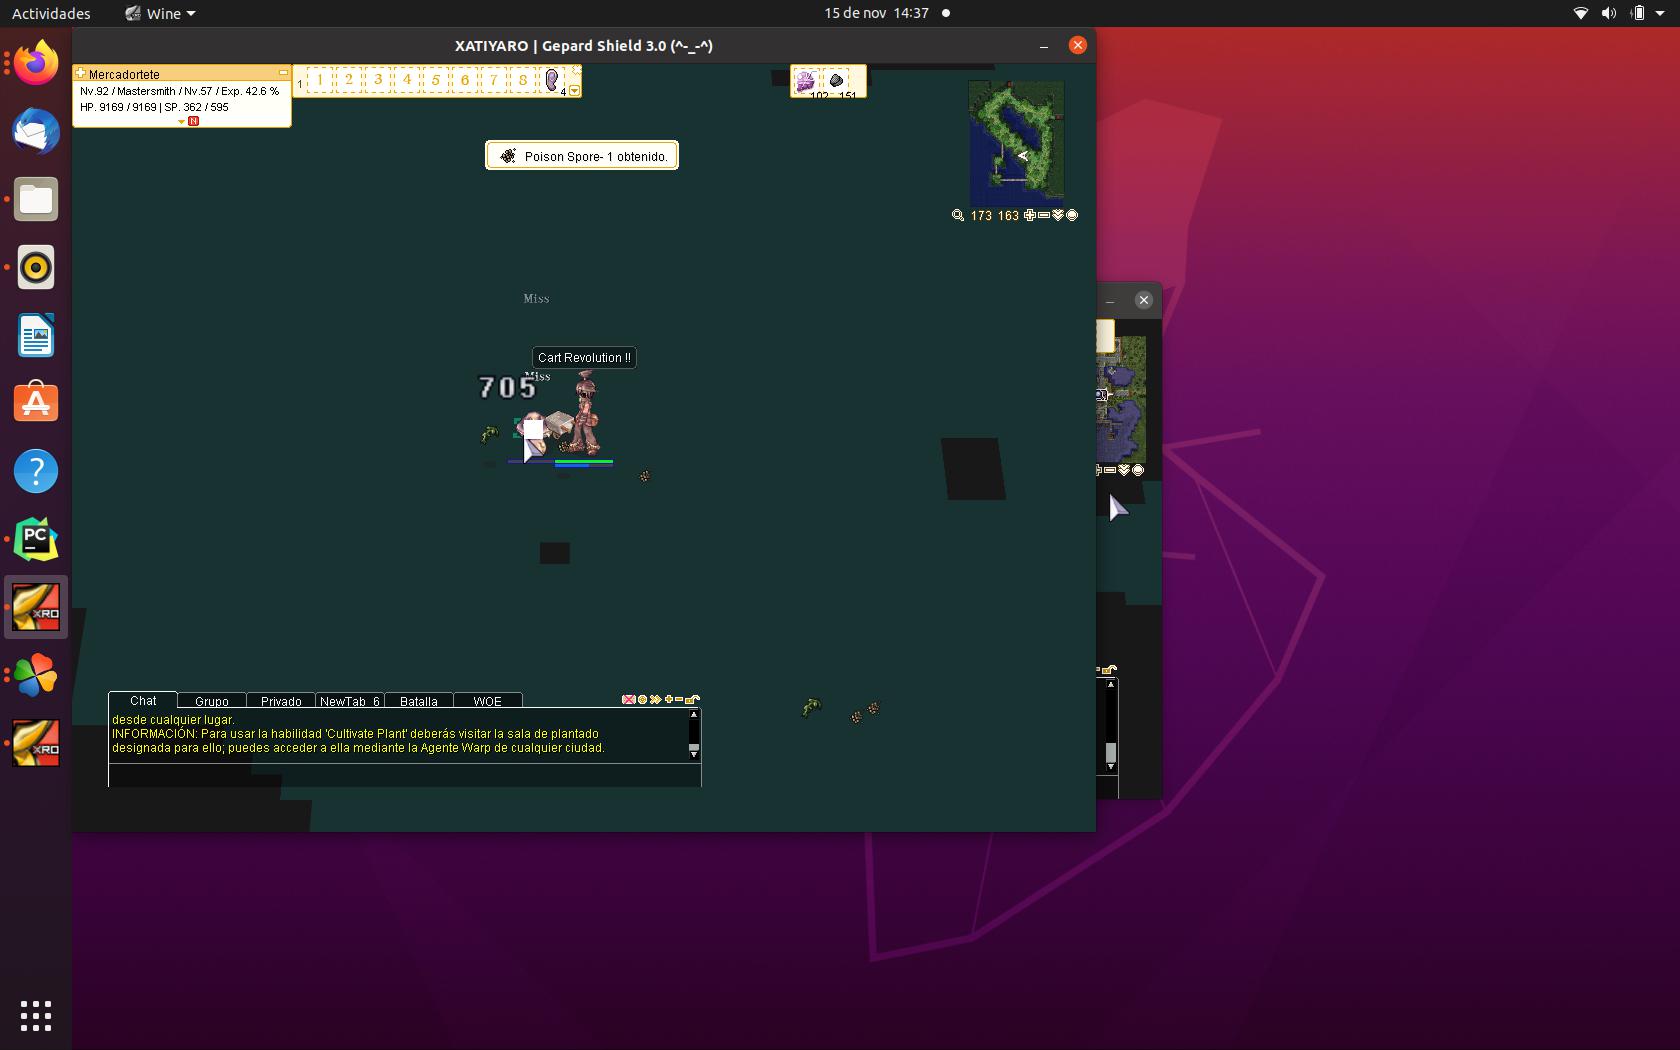 Actividades
Wine
15 de nov 14:37
XATIYARO | Gepard Shield 3.0 (^-_-^)
Mercadortete
Nv.92 / Mastersmith / Nv.57 / Exp. 42.6 %
HP. 9169 / 9169 | SP. 362 / 595
N
1 1 2 3 4 5 6 7 8 4
102 151
Poison Spore- 1 obtenido.
173 163
Miss
Cart Revolution !!
Miss
705
PC
XRO
XRO
Chat Grupo Privado NewTab_6 Batalla WOE
desde cualquier lugar.
INFORMACIÓN: Para usar la habilidad 'Cultivate Plant' deberás visitar la sala de plantado
designada para ello; puedes acceder a ella mediante la Agente Warp de cualquier ciudad.